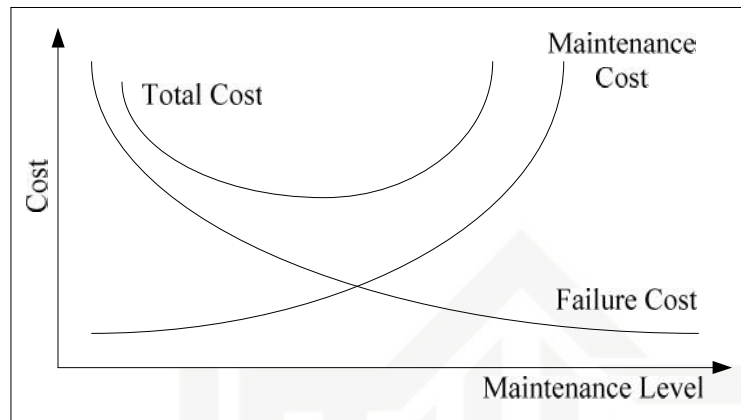 Maintenance
Cost
Total Cost
Cost
Failure Cost
Maintenance Level